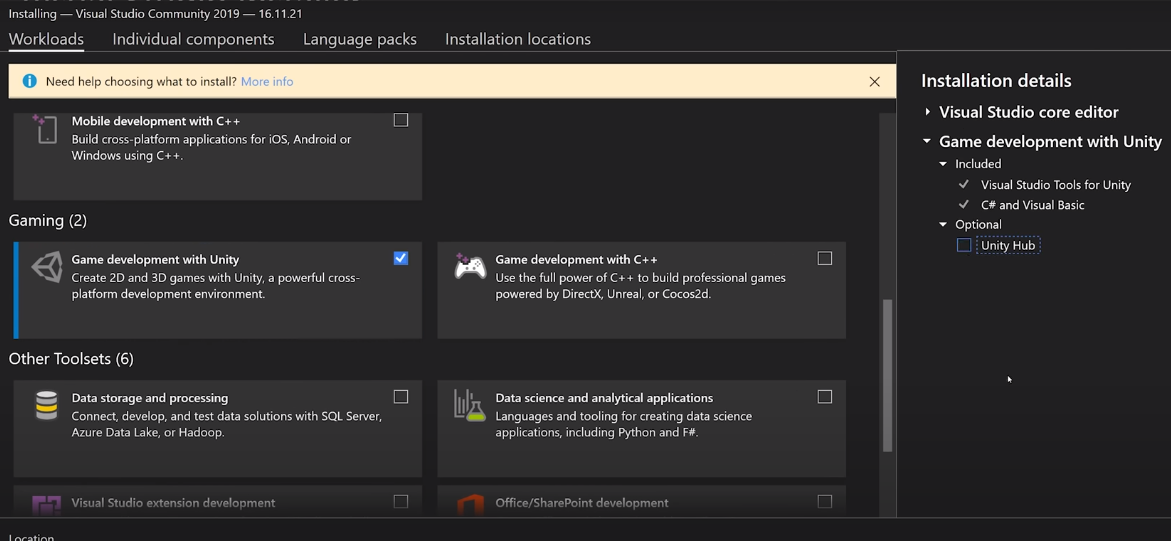 Installing — Visual Studio Community 2019 — 16.11.21
Workloads
Individual components
Language packs
Installation locations
Need help choosing what to install? More info
Mobile development with C++
Build cross-platform applications for iOS, Android or
Windows using C++.
Gaming (2)
Game development with Unity
Create 2D and 3D games with Unity, a powerful cross-
platform development environment.
Game development with C++
Use the full power of C++ to build professional games
powered by DirectX, Unreal, or Cocos2d.
Other Toolsets (6)
Data storage and processing
Connect, develop, and test data solutions with SQL Server,
Azure Data Lake, or Hadoop.
Data science and analytical applications
Languages and tooling for creating data science
applications, including Python and F#.
Visual Studio extension development
Office/SharePoint development
Location
Installation details
Visual Studio core editor
Game development with Unity
Included
Visual Studio Tools for Unity
C# and Visual Basic
Optional
Unity Hub